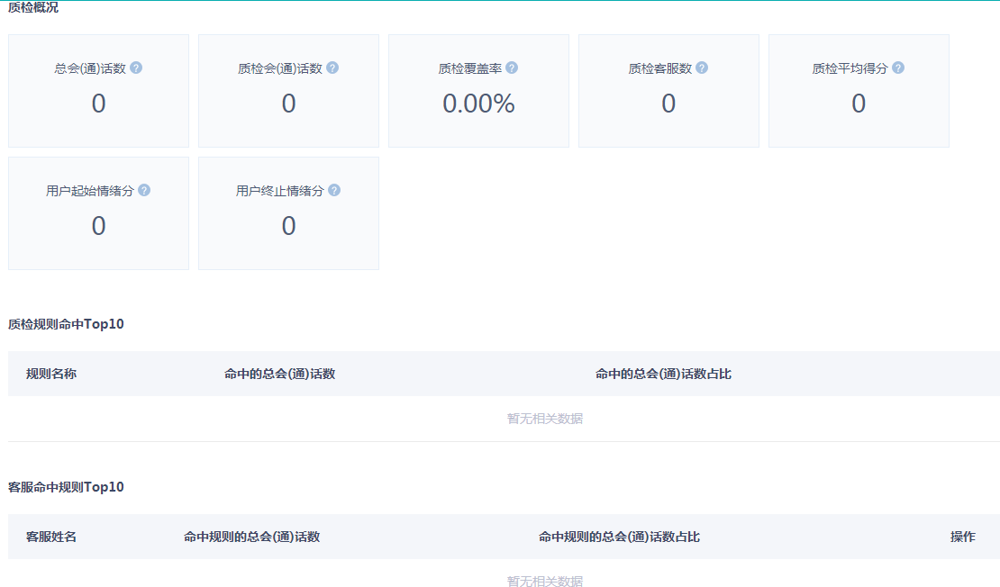 质检概况
总会(通)话数 ? 质检会(通)话数 ? 质检覆盖率 ? 质检客服数 ? 质检平均得分 ?
0 0 0.00% 0 0
用户起始情绪分 ? 用户终止情绪分 ?
0 0
质检规则命中Top10
规则名称 命中的总会(通)话数 命中的总会(通)话数占比
暂无相关数据
客服命中规则Top10
客服姓名 命中规则的总会(通)话数 命中规则的总会(通)话数占比 操作
暂无相关数据